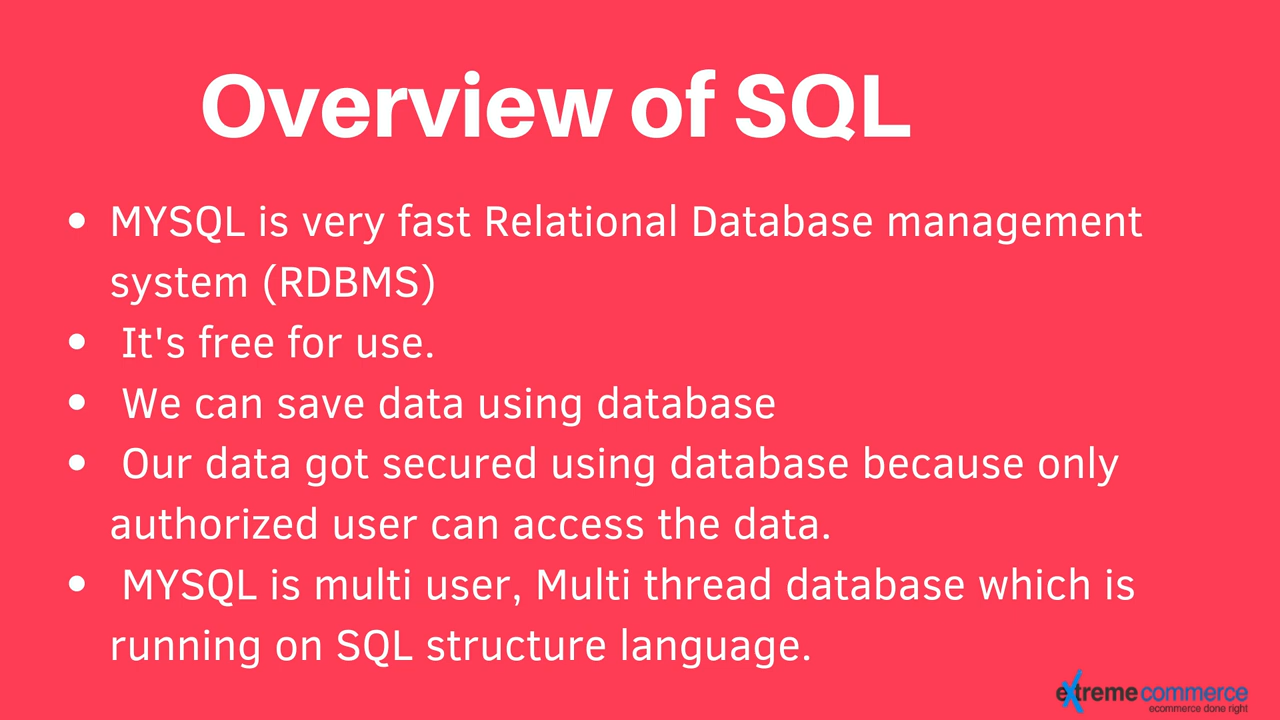 Overview of SQL
• MYSQL is very fast Relational Database management
system (RDBMS)
• It's free for use.
• We can save data using database
• Our data got secured using database because only
authorized user can access the data.
• MYSQL is multi user, Multi thread database which is
running on SQL structure language.
extreme commerce
ecommerce done right